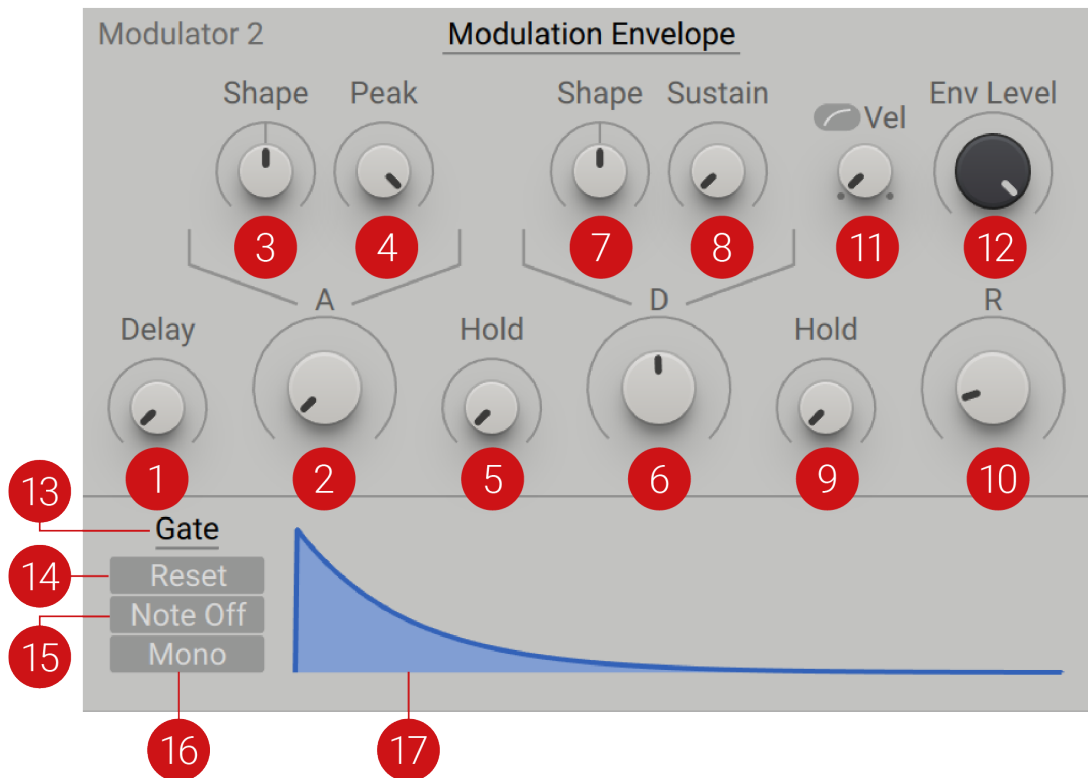 Modulator 2 Modulation Envelope
Shape Peak Shape Sustain Vel Env Level
3 4 7 8 11 12
A D R
Delay Hold Hold
1 2 5 6 9 10
13 Gate
14 Reset
15 Note Off
Mono
16 17